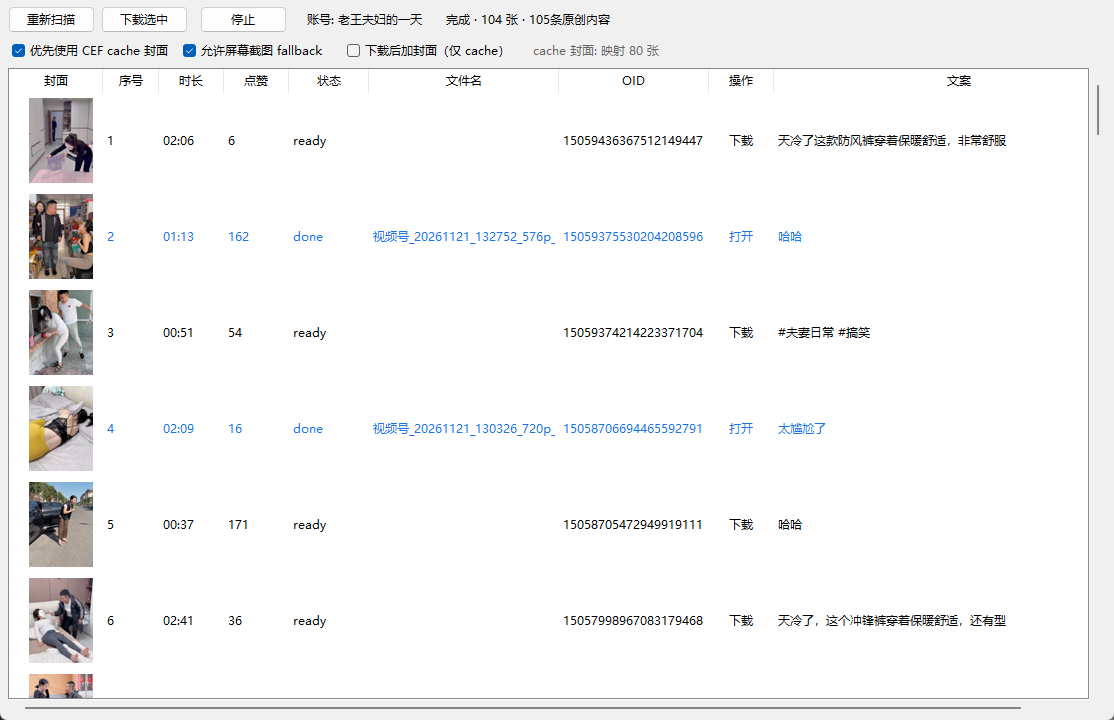 重新扫描 下载选中 停止 账号: 老王夫妇的一天 完成 · 104 张 · 105条原创内容
优先使用 CEF cache 封面 允许屏幕截图 fallback 下载后加封面（仅 cache） cache 封面: 映射 80 张
封面 序号 时长 点赞 状态 文件名 OID 操作 文案
1 02:06 6 ready 15059436367512149447 下载 天冷了这款防风裤穿着保暖舒适，非常舒服
2 01:13 162 done 视频号_20261121_132752_576p_ 15059375530204208596 打开 哈哈
3 00:51 54 ready 15059374214223371704 下载 #夫妻日常 #搞笑
4 02:09 16 done 视频号_20261121_130326_720p_ 15058706694465592791 打开 太尴尬了
5 00:37 171 ready 15058705472949919111 下载 哈哈
6 02:41 36 ready 15057998967083179468 下载 天冷了，这个冲锋裤穿着保暖舒适，还有型